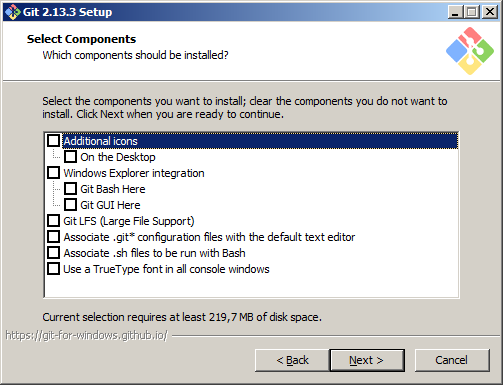 Git 2.13.3 Setup
Select Components
Which components should be installed?
Select the components you want to install; clear the components you do not want to
install. Click Next when you are ready to continue.
Additional icons
On the Desktop
Windows Explorer integration
Git Bash Here
Git GUI Here
Git LFS (Large File Support)
Associate .git* configuration files with the default text editor
Associate .sh files to be run with Bash
Use a TrueType font in all console windows
Current selection requires at least 219,7 MB of disk space.
https://git-for-windows.github.io/
< Back
Next >
Cancel